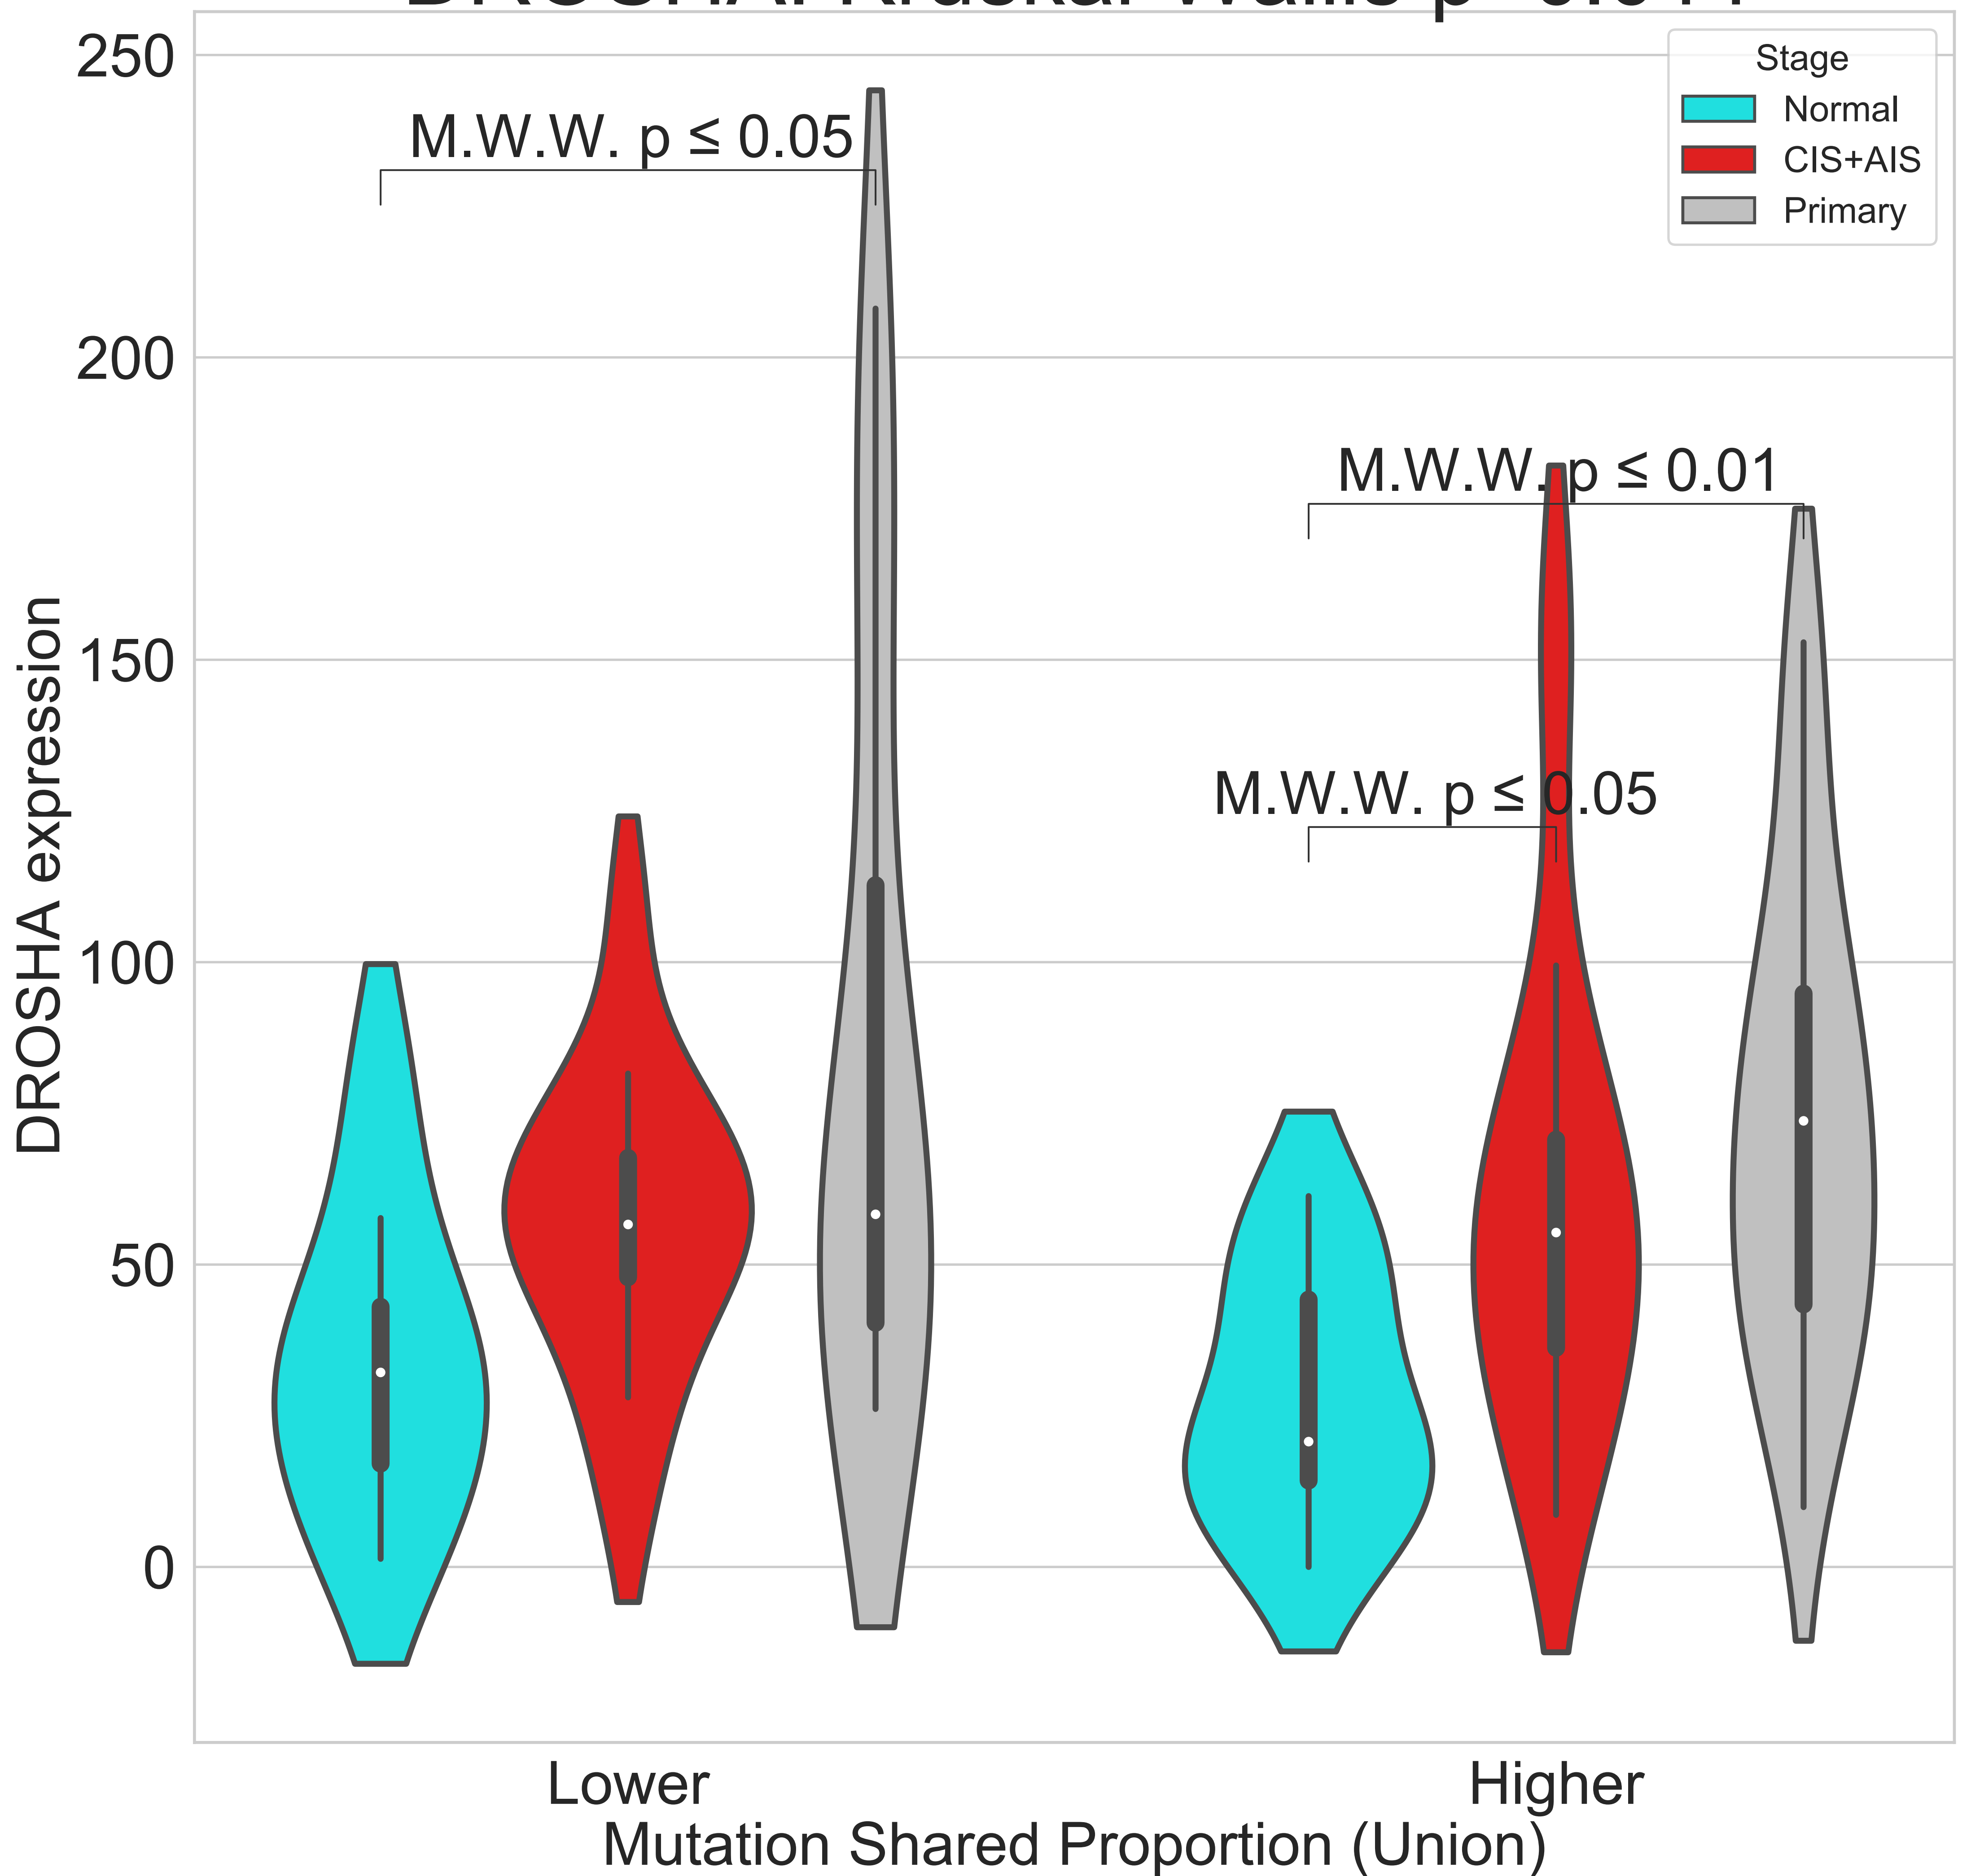 250
M.W.W. p ≤ 0.05
Stage
Normal
CIS+AIS
Primary
200
M.W.W. p ≤ 0.01
150
M.W.W. p ≤ 0.05
100
50
0
DROSHA expression
Lower
Higher
Mutation Shared Proportion (Union)